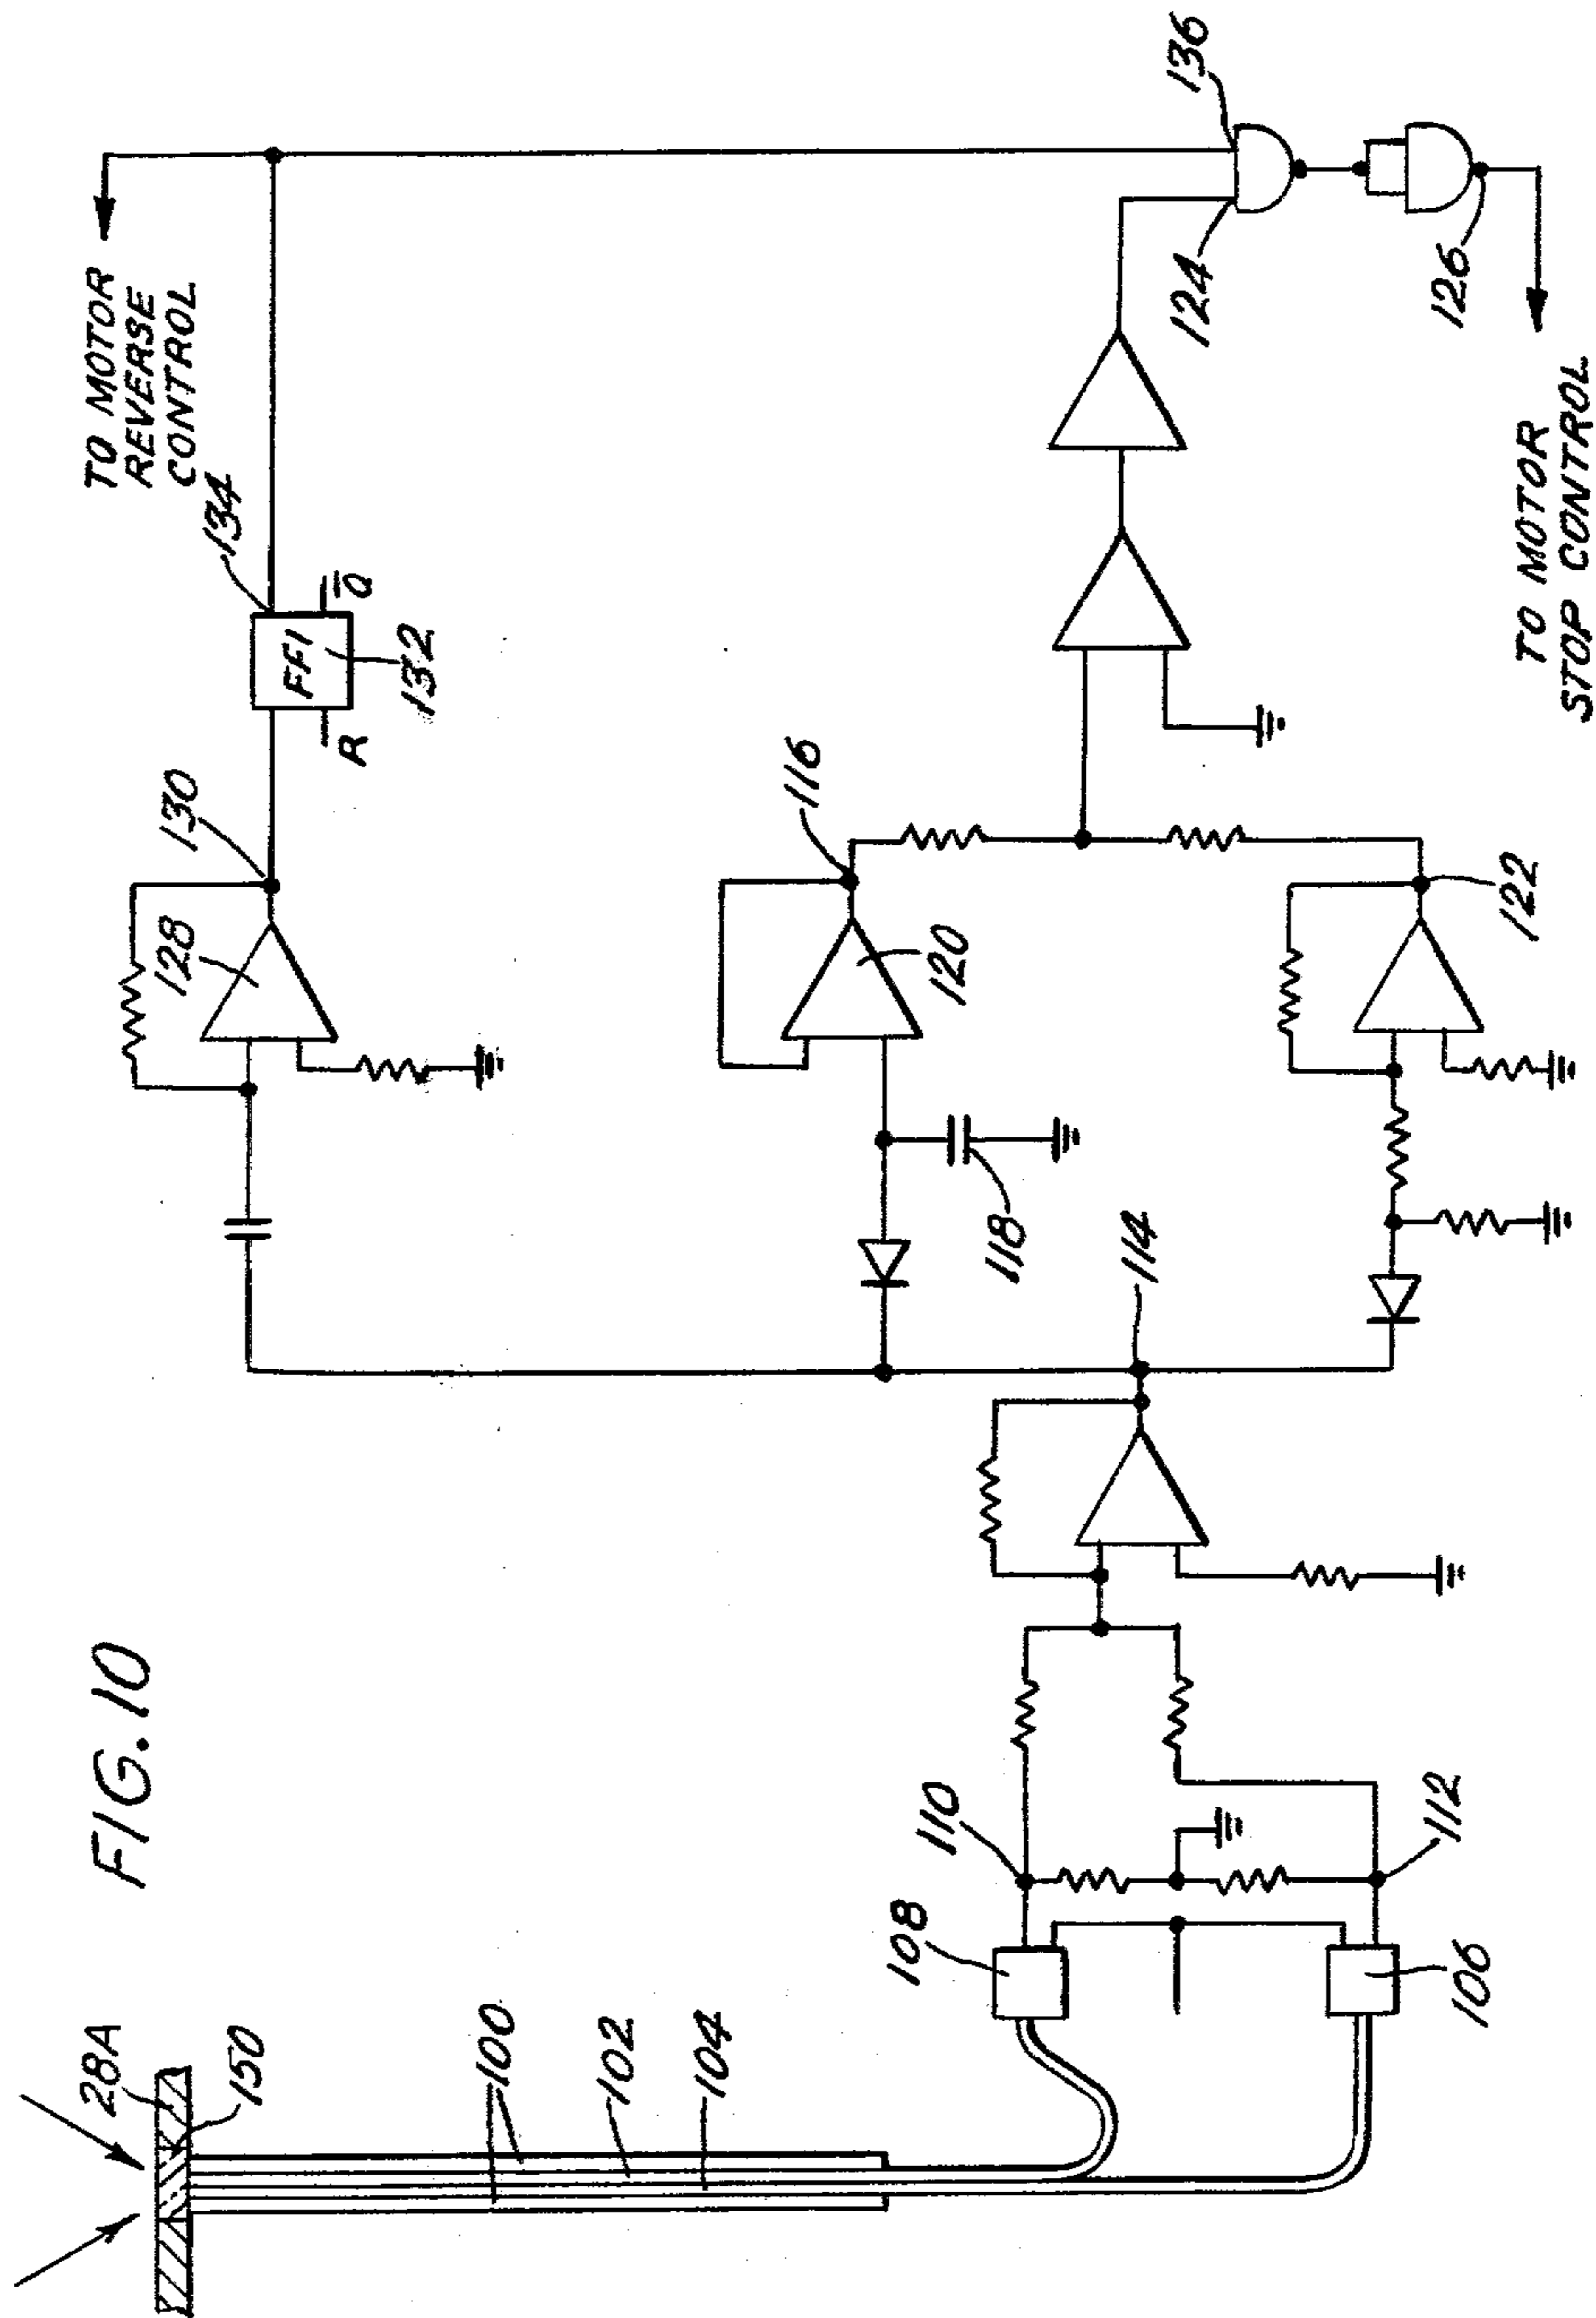 FIG. 10
28A
150
100
102
104
108
110
106
112
114
118
128
130
120
116
122
FF1
R
Q̅
132
134
TO MOTOR
REVERSE
CONTROL
124
136
126
TO MOTOR
STOP CONTROL